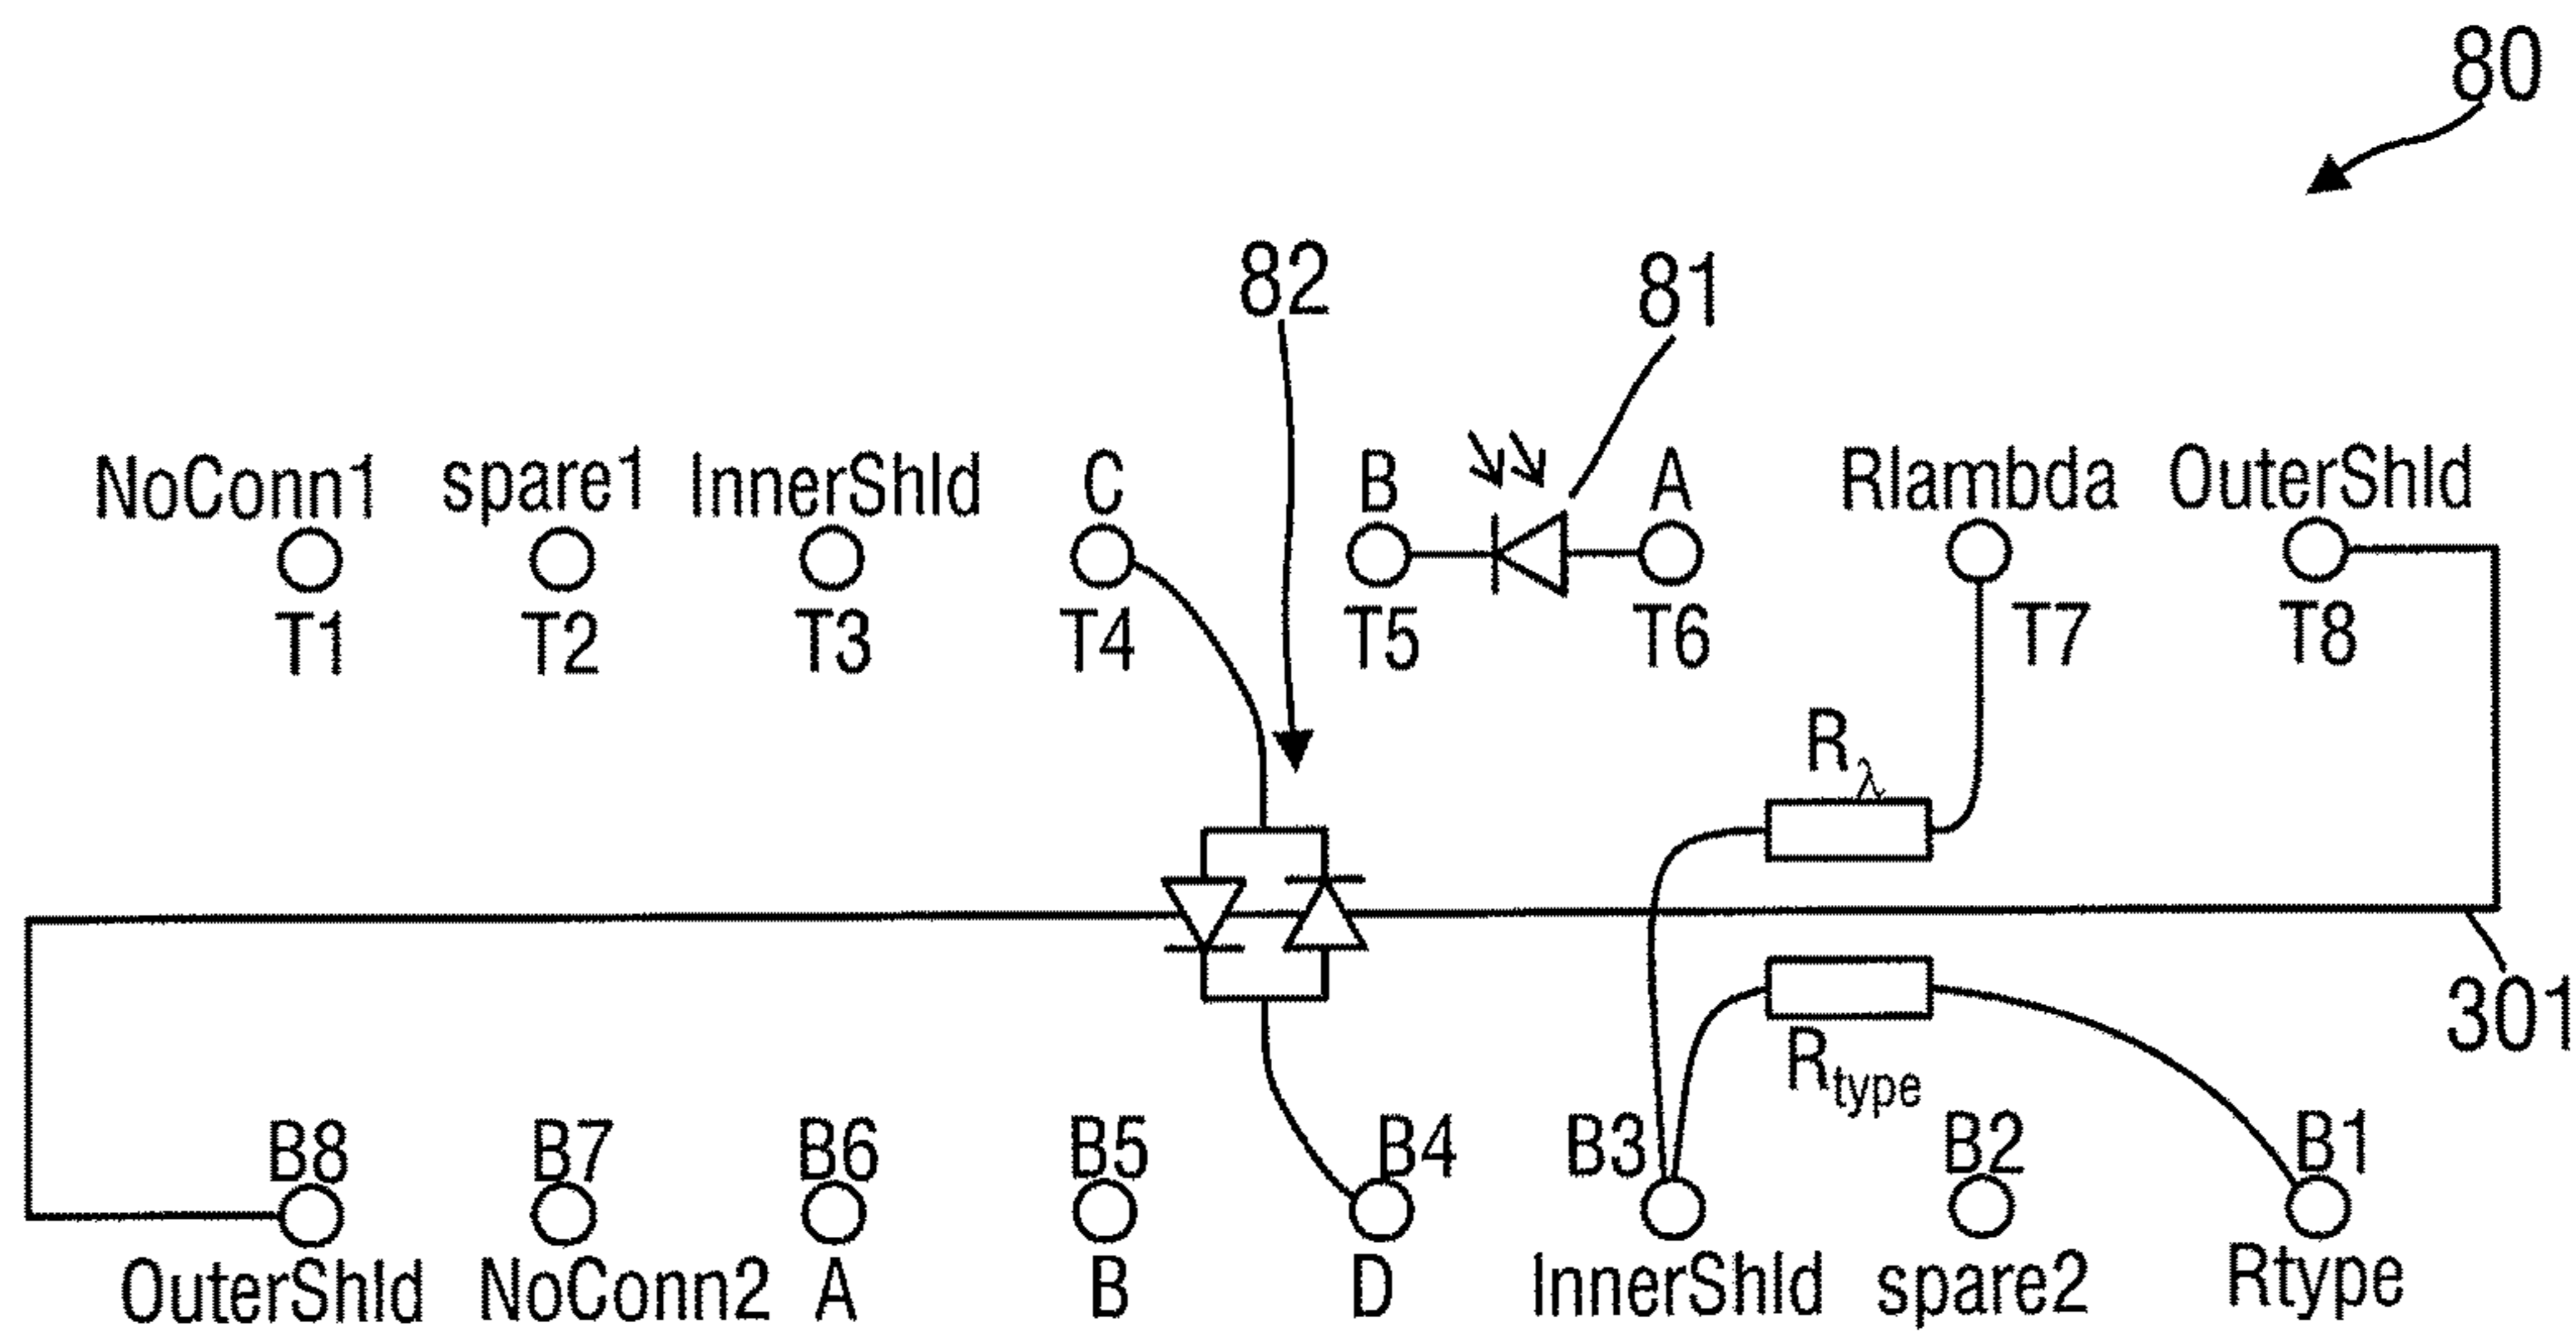 80
82 81
NoConn1 spare1 InnerShld C B A Rlambda OuterShld
T1 T2 T3 T4 T5 T6 T7 T8
Rλ
Rtype
301
B8 B7 B6 B5 B4 B3 B2 B1
OuterShld NoConn2 A B D InnerShld spare2 Rtype